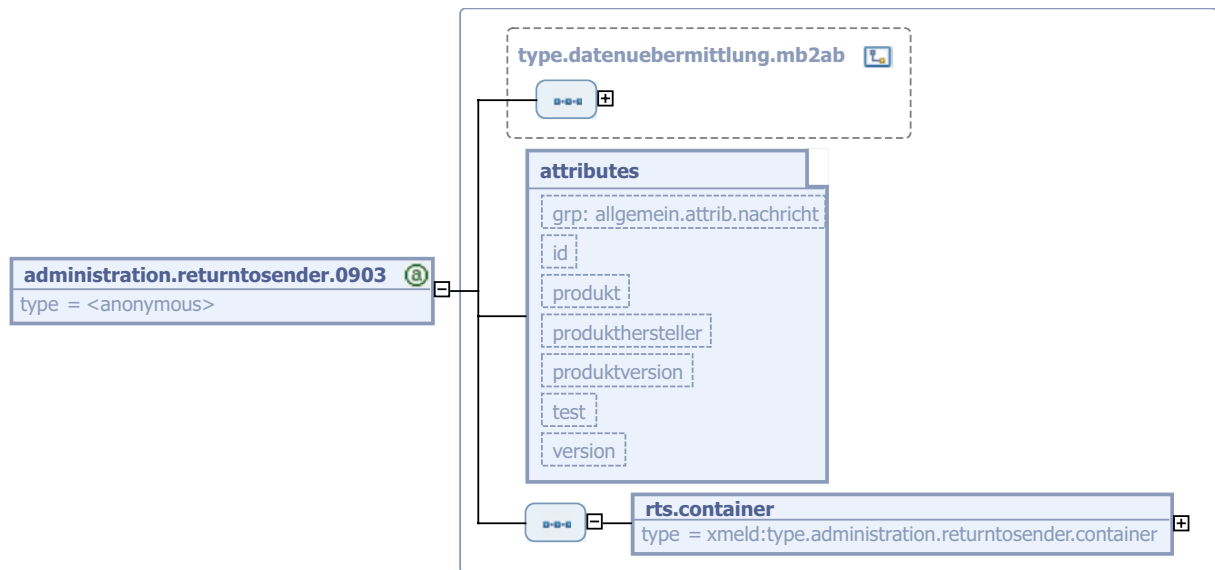 type.datenuebermittlung.mb2ab
attributes
grp: allgemein.attrib.nachricht
id
produkt
produkthersteller
produktversion
test
version
administration.returntosender.0903
type = <anonymous>
rts.container
type = xmeld:type.administration.returntosender.container